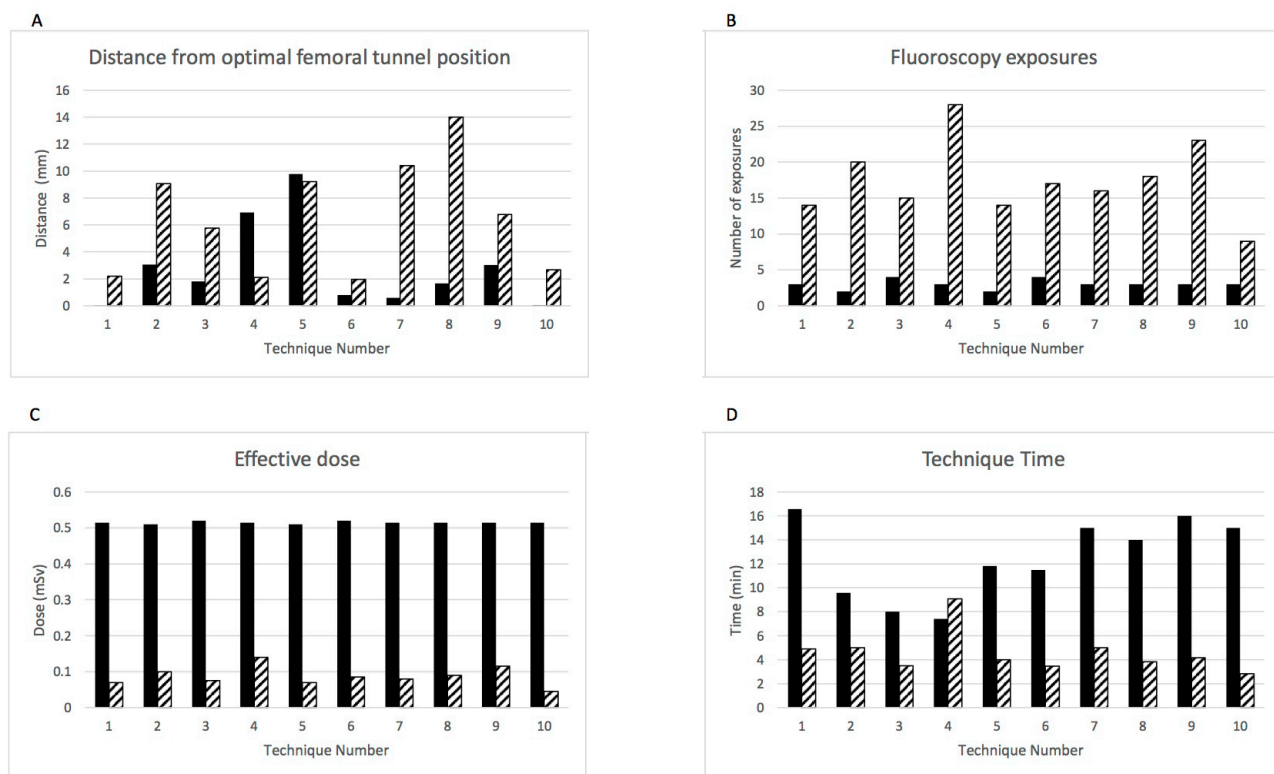 A
Distance from optimal femoral tunnel position
16
14
12
10
8
6
4
2
0
Distance (mm)
1 2 3 4 5 6 7 8 9 10
Technique Number
B
Fluoroscopy exposures
30
25
20
15
10
5
0
Number of exposures
1 2 3 4 5 6 7 8 9 10
Technique Number
C
Effective dose
0.6
0.5
0.4
0.3
0.2
0.1
0
Dose (mSv)
1 2 3 4 5 6 7 8 9 10
Technique Number
D
Technique Time
18
16
14
12
10
8
6
4
2
0
Time (min)
1 2 3 4 5 6 7 8 9 10
Technique Number